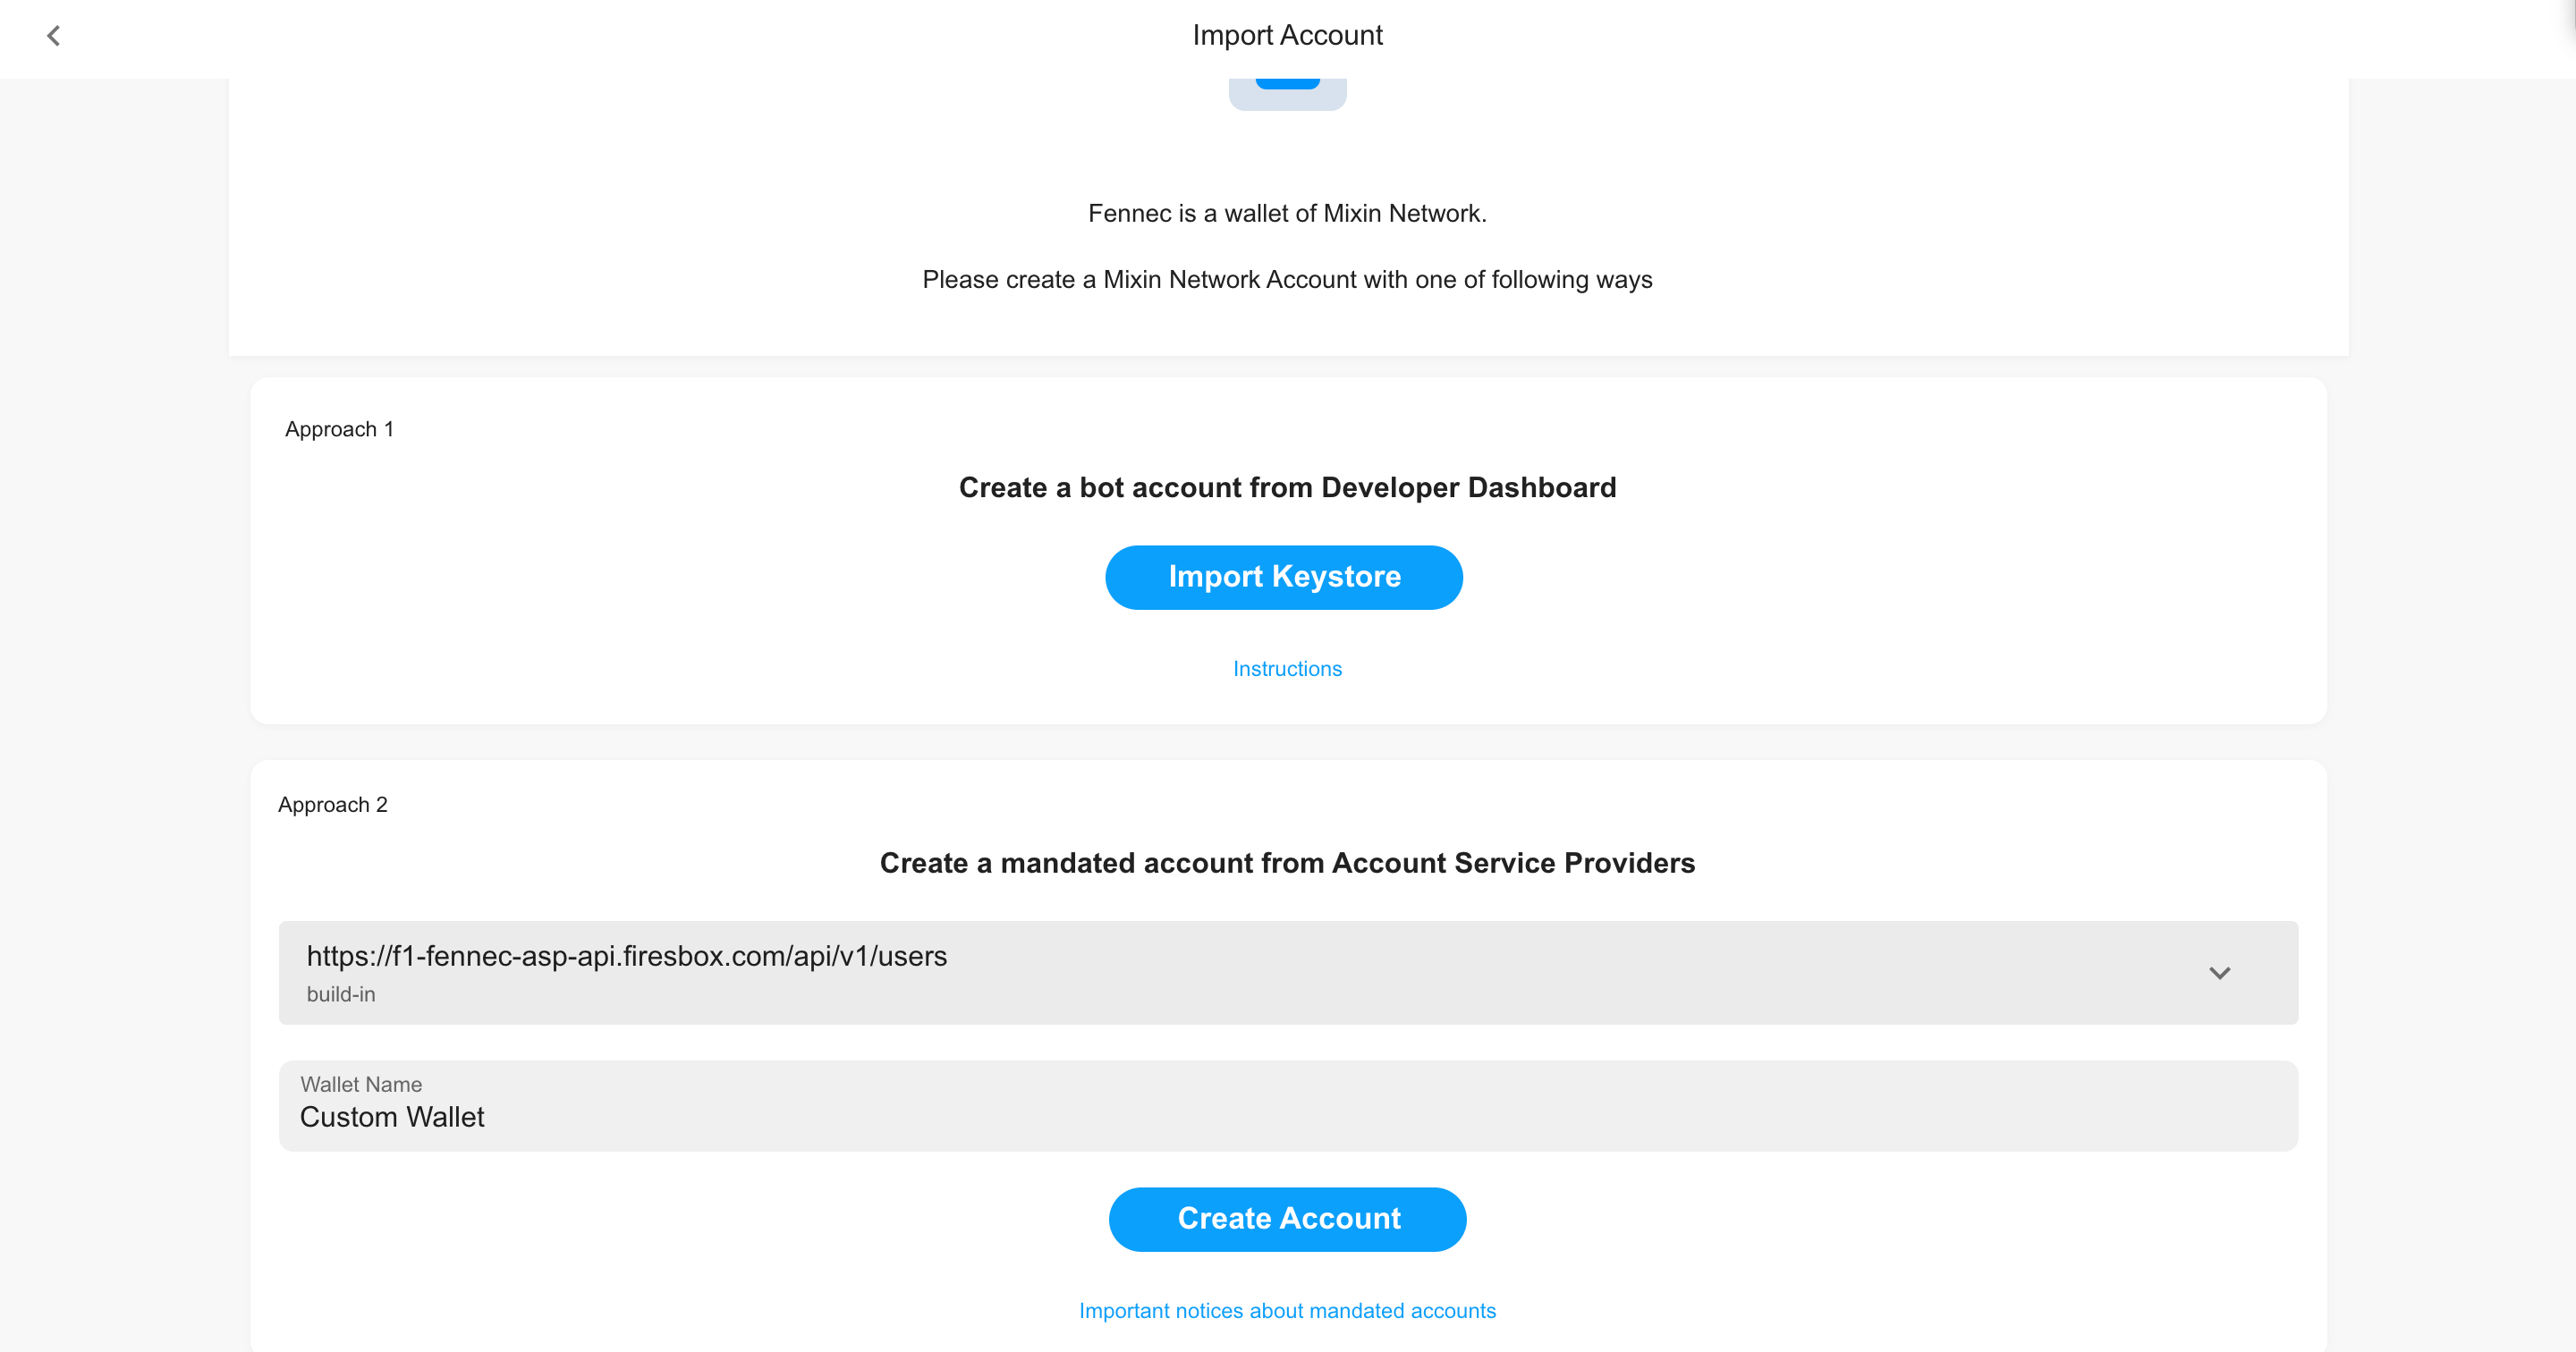 Import Account
Fennec is a wallet of Mixin Network.
Please create a Mixin Network Account with one of following ways
Approach 1
Create a bot account from Developer Dashboard
Import Keystore
Instructions
Approach 2
Create a mandated account from Account Service Providers
https://f1-fennec-asp-api.firesbox.com/api/v1/users
build-in
Wallet Name
Custom Wallet
Create Account
Important notices about mandated accounts